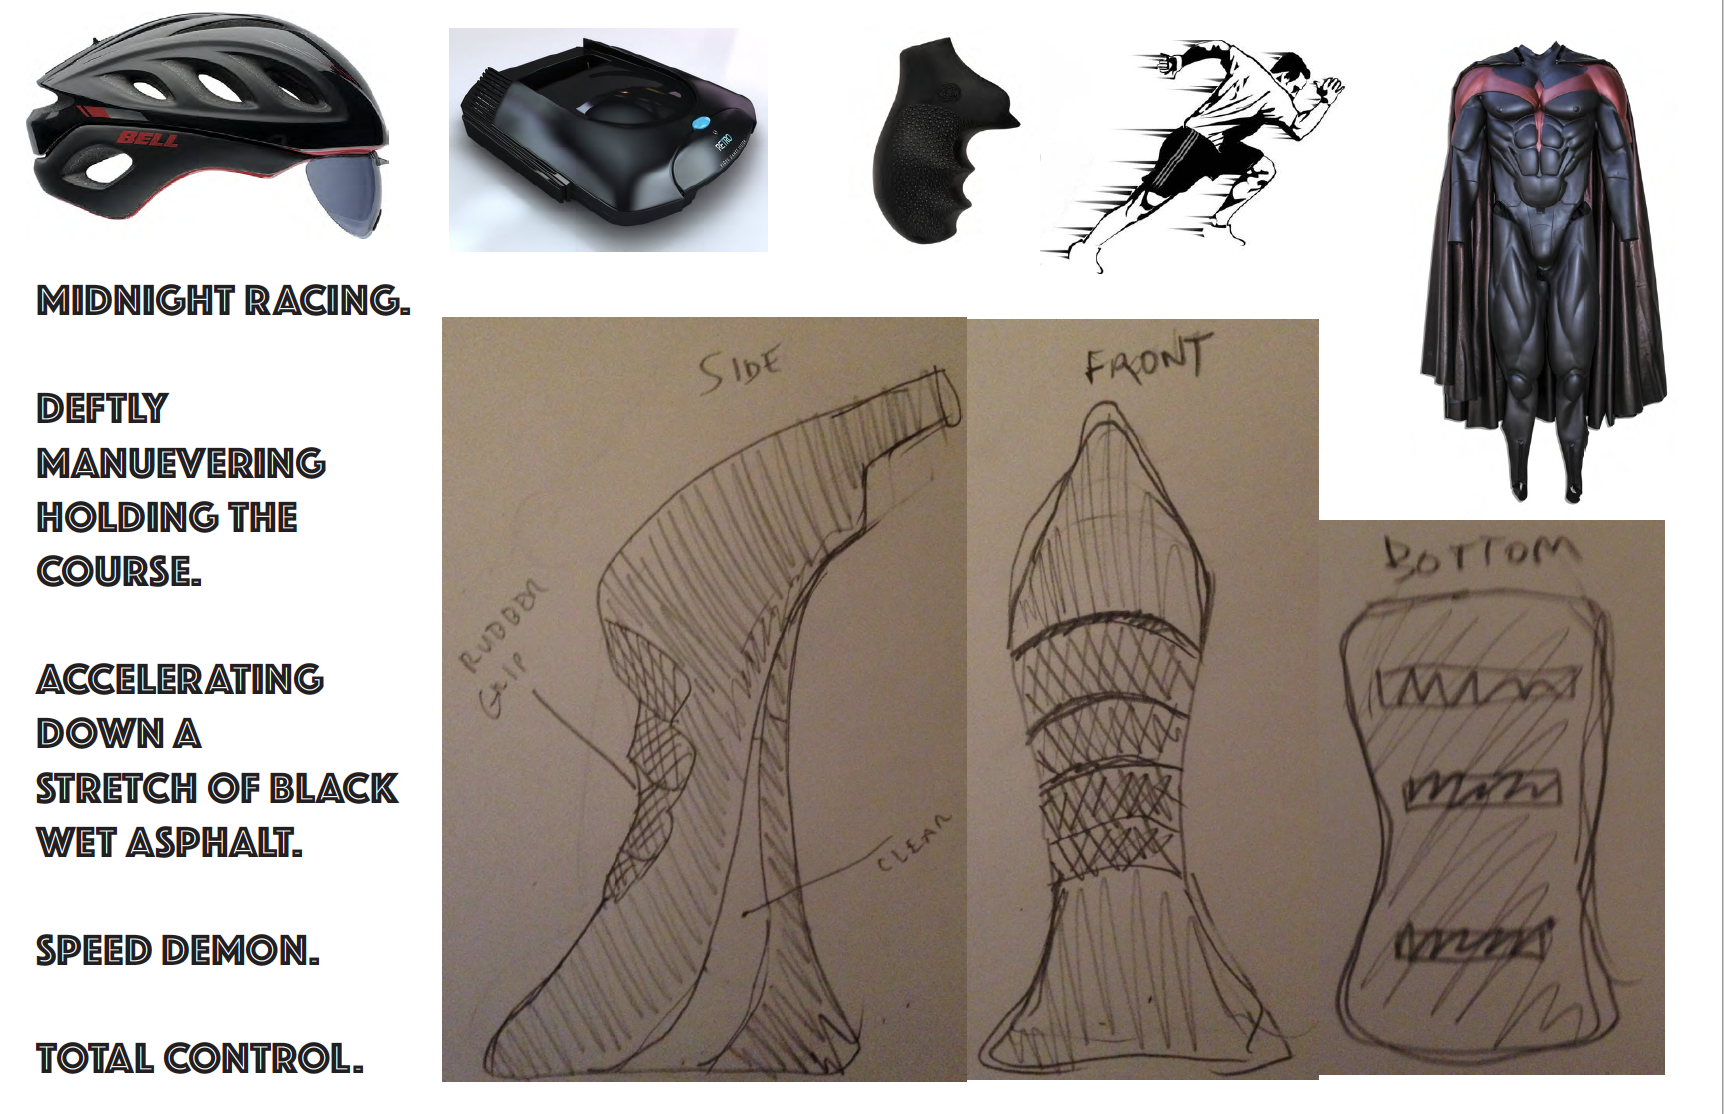 BELL
RETRO
MIDNIGHT RACING.
DEFTLY
MANUEVERING
HOLDING THE
COURSE.
ACCELERATING
DOWN A
STRETCH OF BLACK
WET ASPHALT.
SPEED DEMON.
TOTAL CONTROL.
SIDE
RUBBER
GRIP
CLEAR
FRONT
BOTTOM